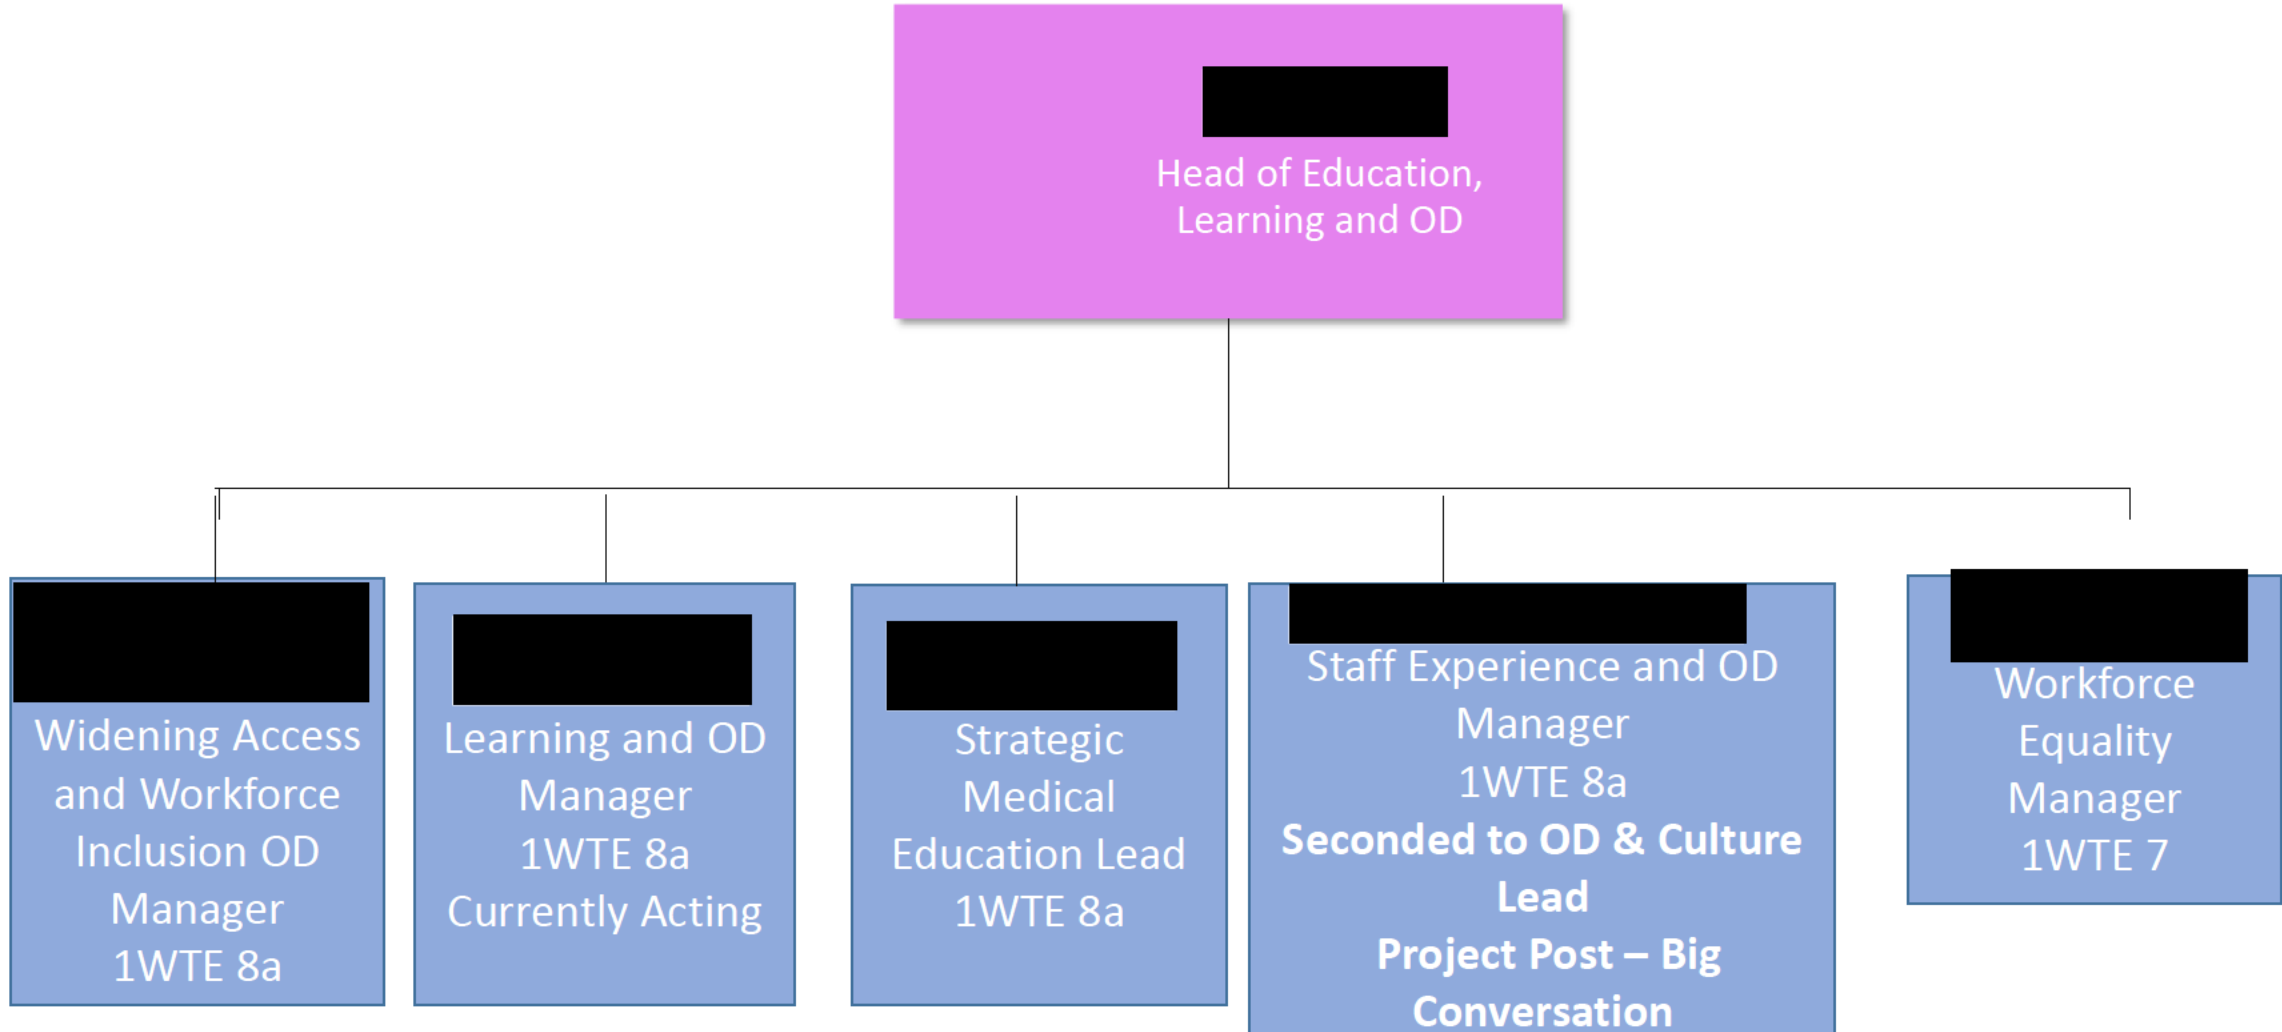 Head of Education,
Learning and OD
Widening Access
and Workforce
Inclusion OD
Manager
1WTE 8a
Learning and OD
Manager
1WTE 8a
Currently Acting
Strategic
Medical
Education Lead
1WTE 8a
Staff Experience and OD
Manager
1WTE 8a
Seconded to OD & Culture
Lead
Project Post – Big
Conversation
Workforce
Equality
Manager
1WTE 7